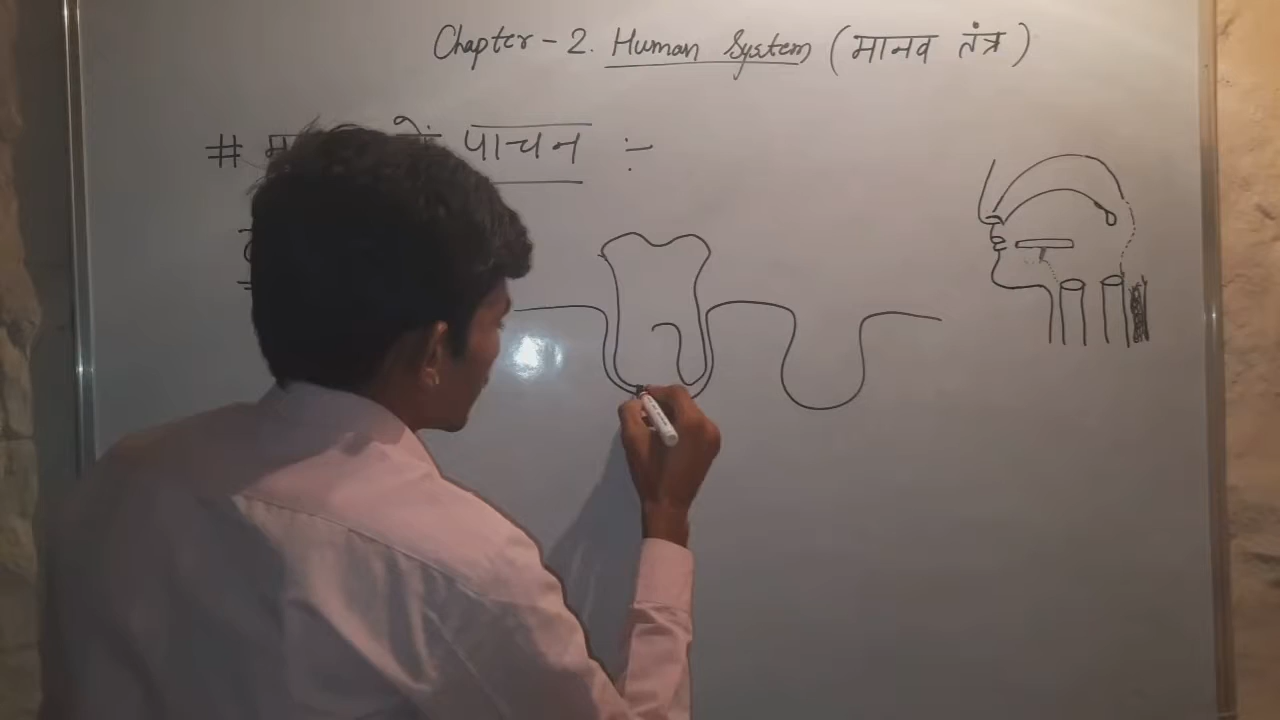 Chapter - 2. Human System (मानव तंत्र)
# पाचन :-